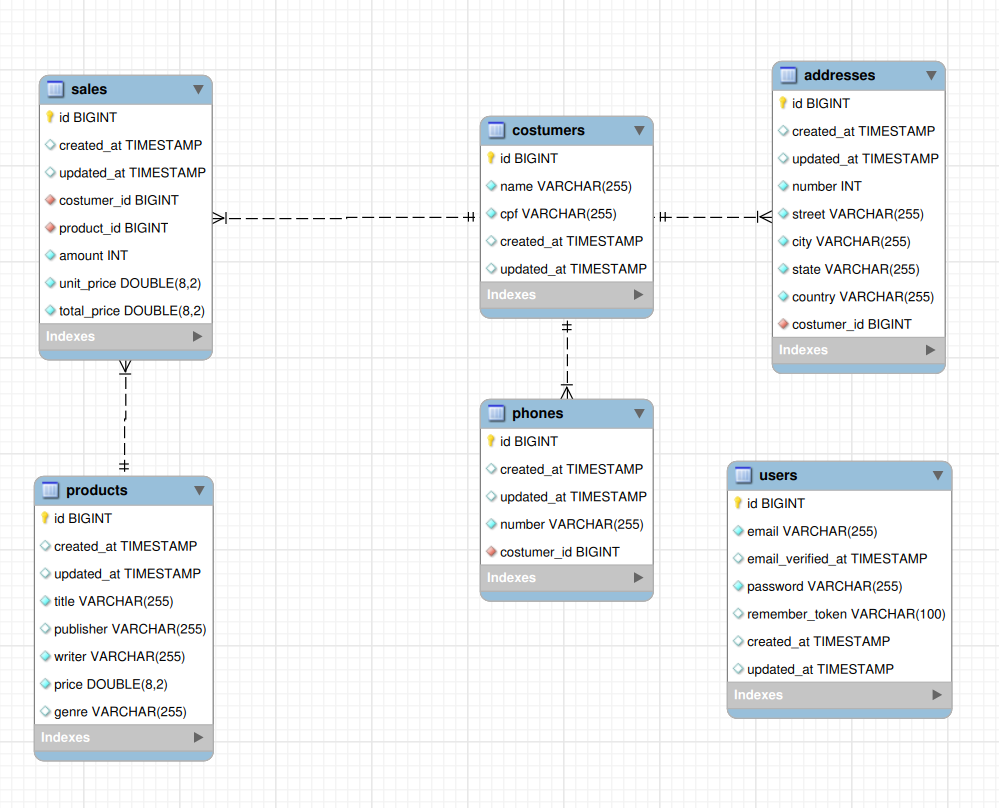 sales
id BIGINT
created_at TIMESTAMP
updated_at TIMESTAMP
costumer_id BIGINT
product_id BIGINT
amount INT
unit_price DOUBLE(8,2)
total_price DOUBLE(8,2)
Indexes
costumers
id BIGINT
name VARCHAR(255)
cpf VARCHAR(255)
created_at TIMESTAMP
updated_at TIMESTAMP
Indexes
addresses
id BIGINT
created_at TIMESTAMP
updated_at TIMESTAMP
number INT
street VARCHAR(255)
city VARCHAR(255)
state VARCHAR(255)
country VARCHAR(255)
costumer_id BIGINT
Indexes
products
id BIGINT
created_at TIMESTAMP
updated_at TIMESTAMP
title VARCHAR(255)
publisher VARCHAR(255)
writer VARCHAR(255)
price DOUBLE(8,2)
genre VARCHAR(255)
Indexes
phones
id BIGINT
created_at TIMESTAMP
updated_at TIMESTAMP
number VARCHAR(255)
costumer_id BIGINT
Indexes
users
id BIGINT
email VARCHAR(255)
email_verified_at TIMESTAMP
password VARCHAR(255)
remember_token VARCHAR(100)
created_at TIMESTAMP
updated_at TIMESTAMP
Indexes